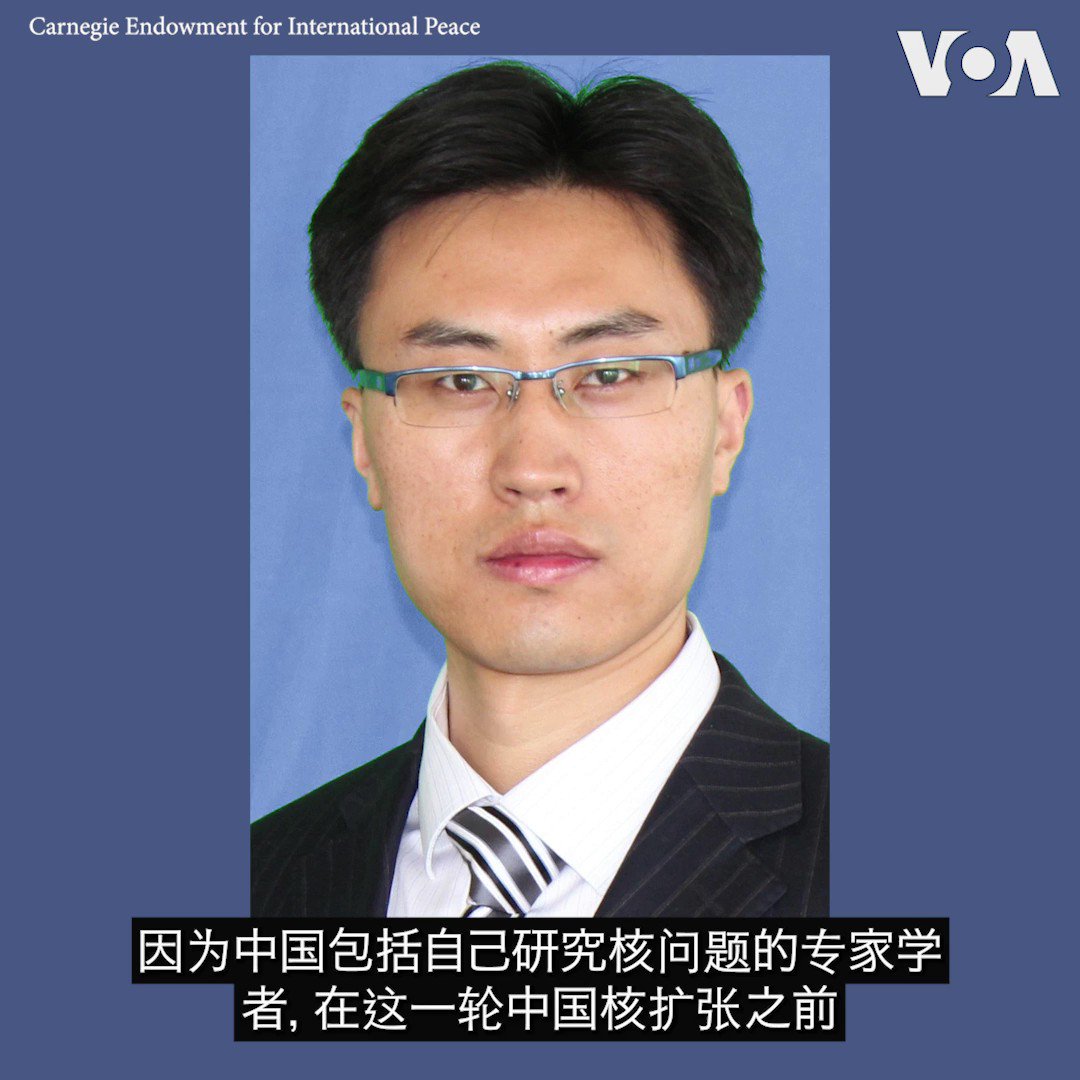 Carnegie Endowment for International Peace
VOA
因为中国包括自己研究核问题的专家学
者, 在这一轮中国核扩张之前